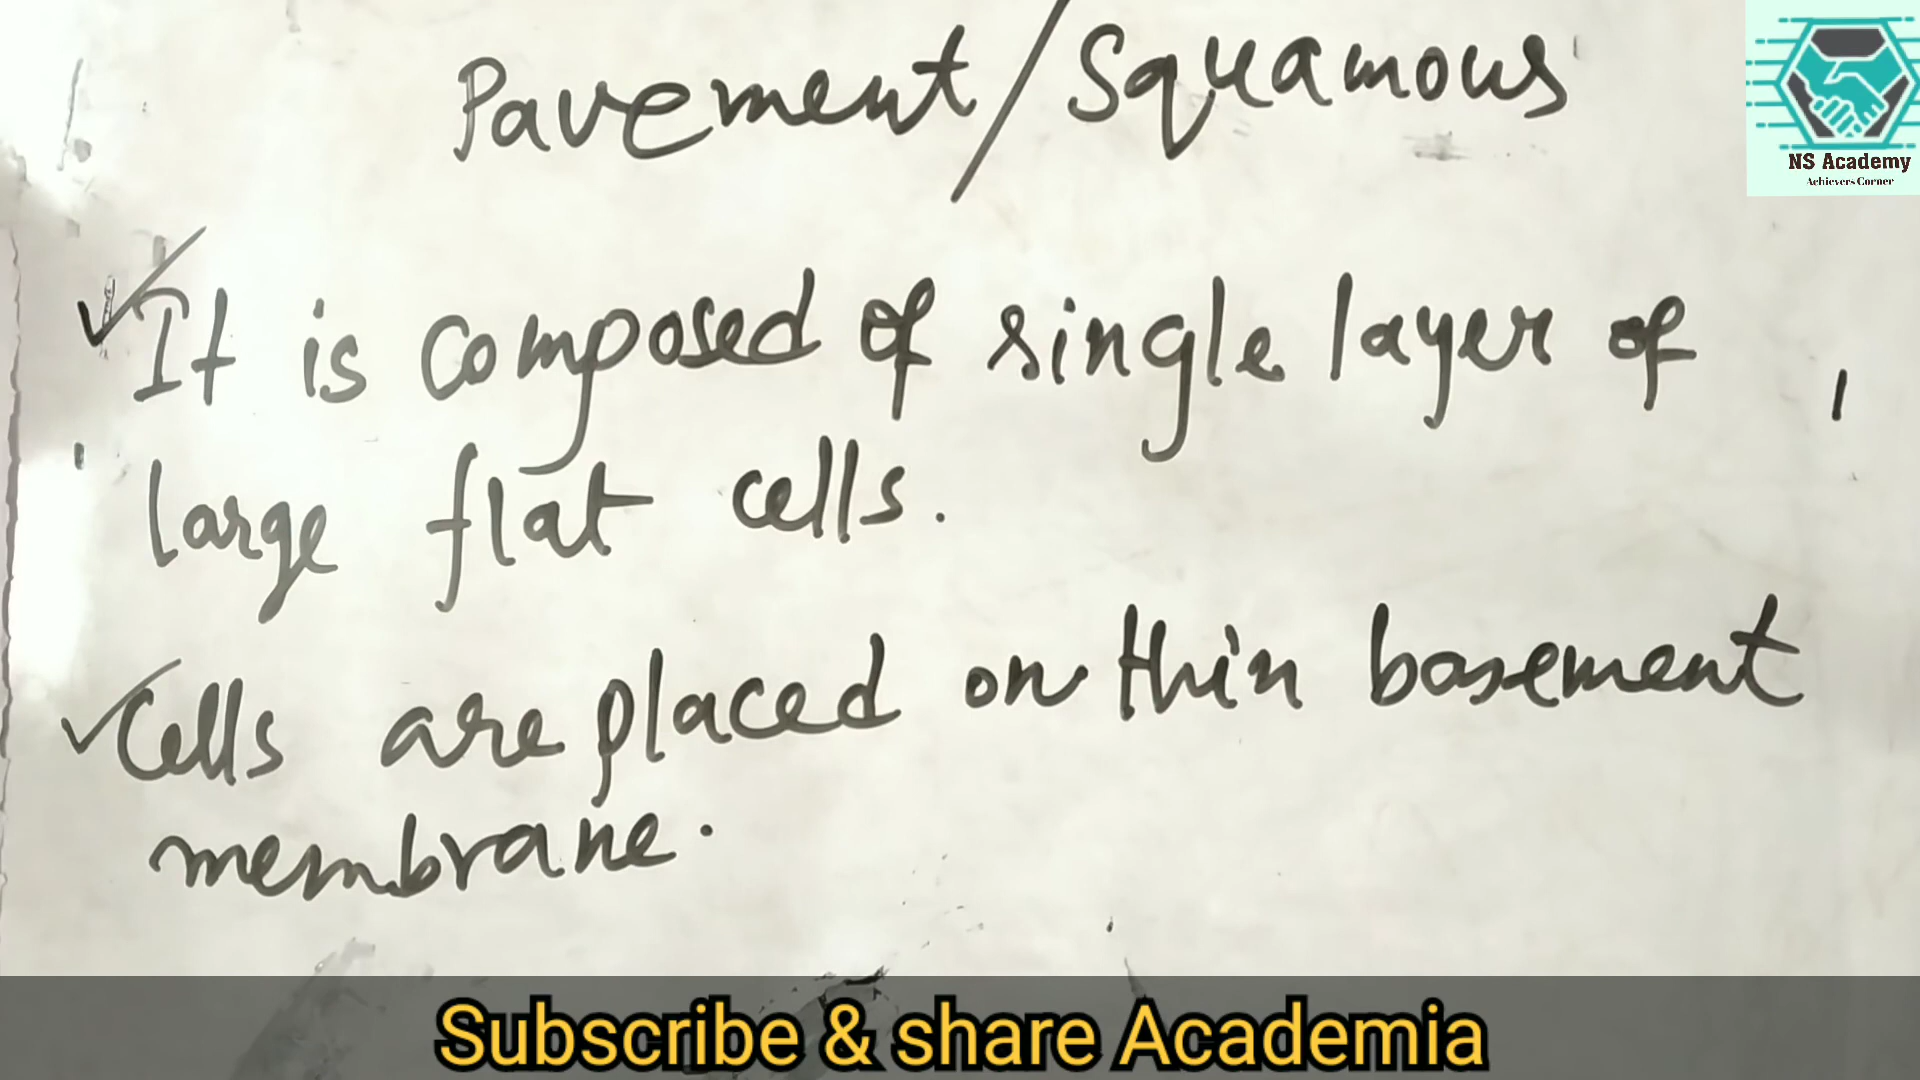 Pavement/Squamous
NS Academy
Achievers Corner
It is composed of single layer of
large flat cells.
Cells are placed on thin basement
membrane.
Subscribe & share Academia